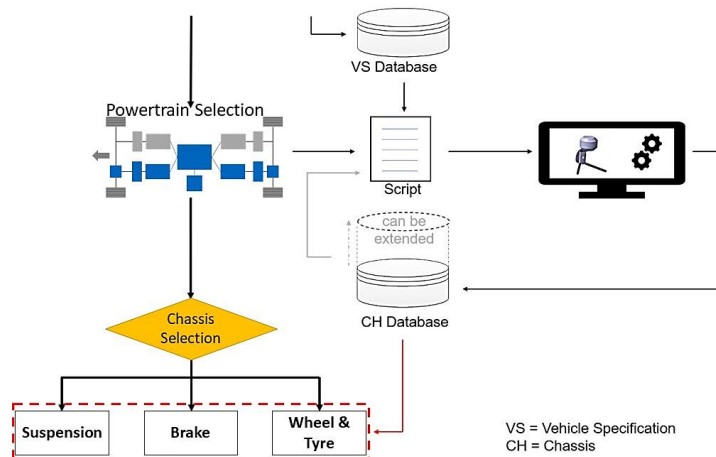 VS Database
Powertrain Selection
Script
can be
extended
CH Database
Chassis
Selection
Suspension
Brake
Wheel &
Tyre
VS = Vehicle Specification
CH = Chassis